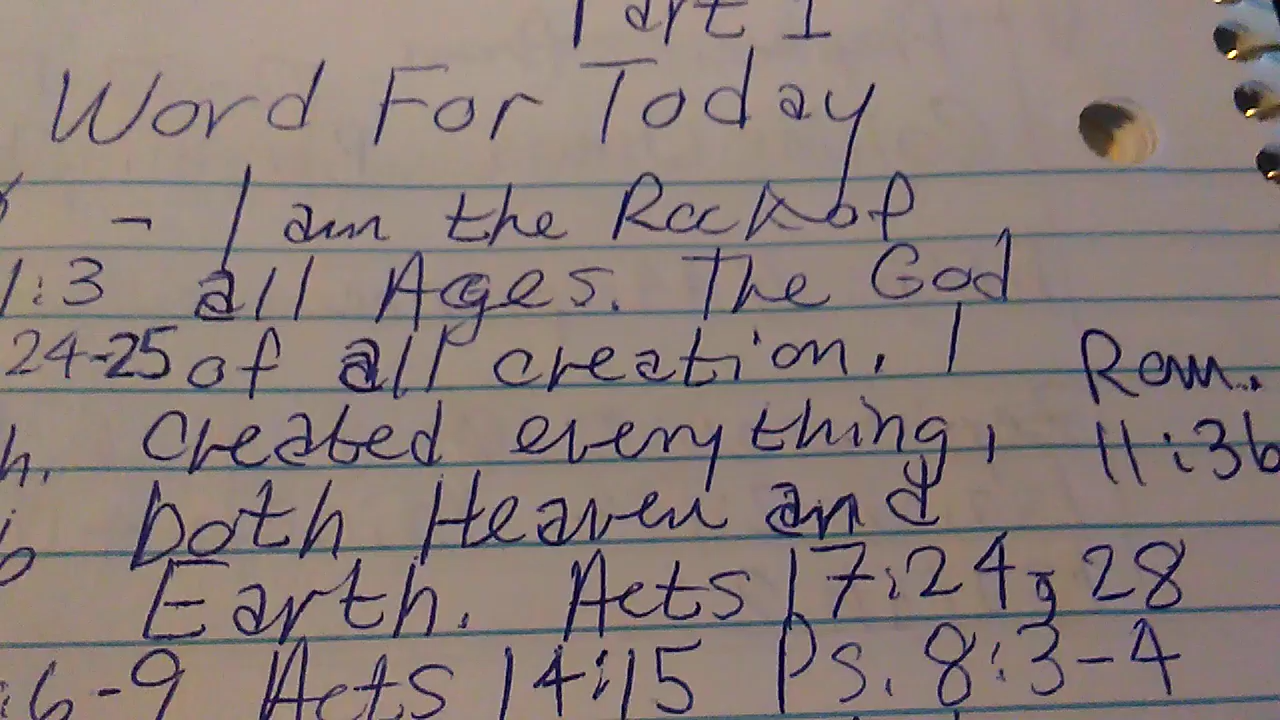 Part 1
Word For Today
- I am the Rock of
1:3 all Ages. The God
24-25 of all creation. I Rom.
h. Created everything, 11:36
both Heaven and
Earth. Acts 17:24, 28
:6-9 Acts 14:15 Ps. 8:3-4